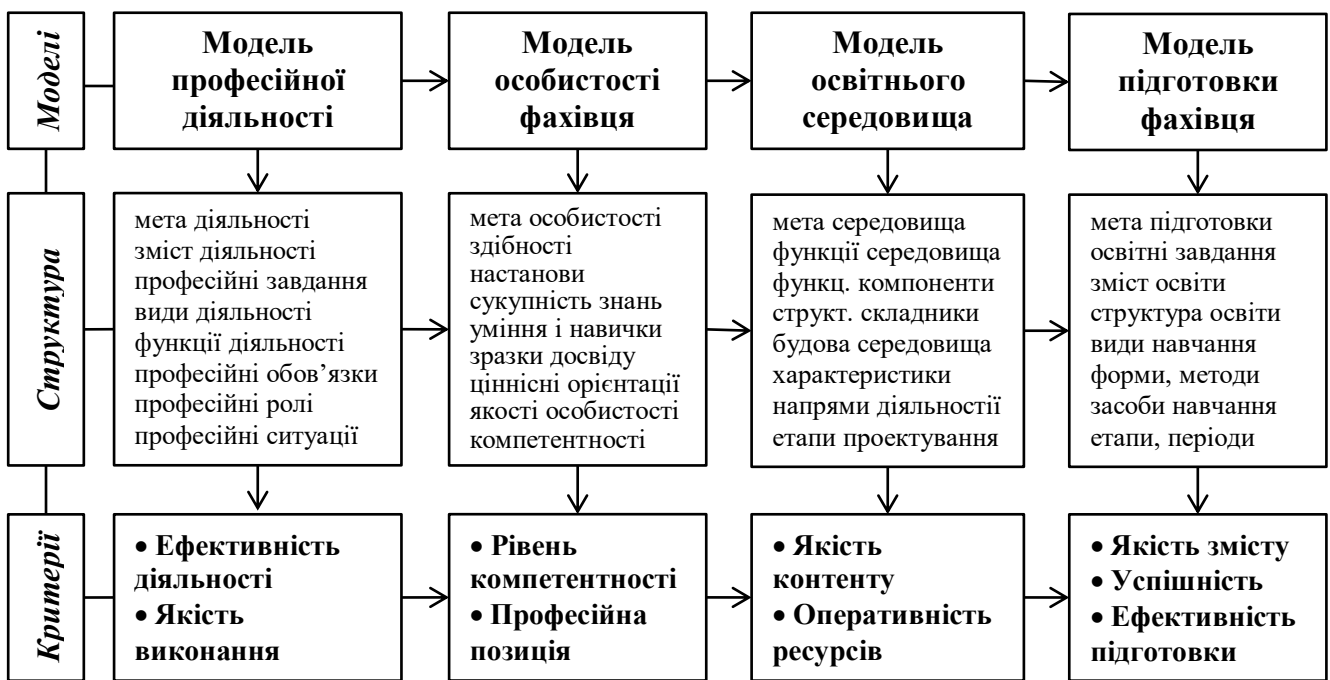 Моделі
Модель
професійної
діяльності
Модель
особистості
фахівця
Модель
освітнього
середовища
Модель
підготовки
фахівця
Структура
мета діяльності
зміст діяльності
професійні завдання
види діяльності
функції діяльності
професійні обов’язки
професійні ролі
професійні ситуації
мета особистості
здібності
настанови
сукупність знань
уміння і навички
зразки досвіду
ціннісні орієнтації
якості особистості
компетентності
мета середовища
функції середовища
функц. компоненти
структ. складники
будова середовища
характеристики
напрями діяльностії
етапи проектування
мета підготовки
освітні завдання
зміст освіти
структура освіти
види навчання
форми, методи
засоби навчання
етапи, періоди
Критерії
• Ефективність
діяльності
• Якість
виконання
• Рівень
компетентності
• Професійна
позиція
• Якість
контенту
• Оперативність
ресурсів
• Якість змісту
• Успішність
• Ефективність
підготовки